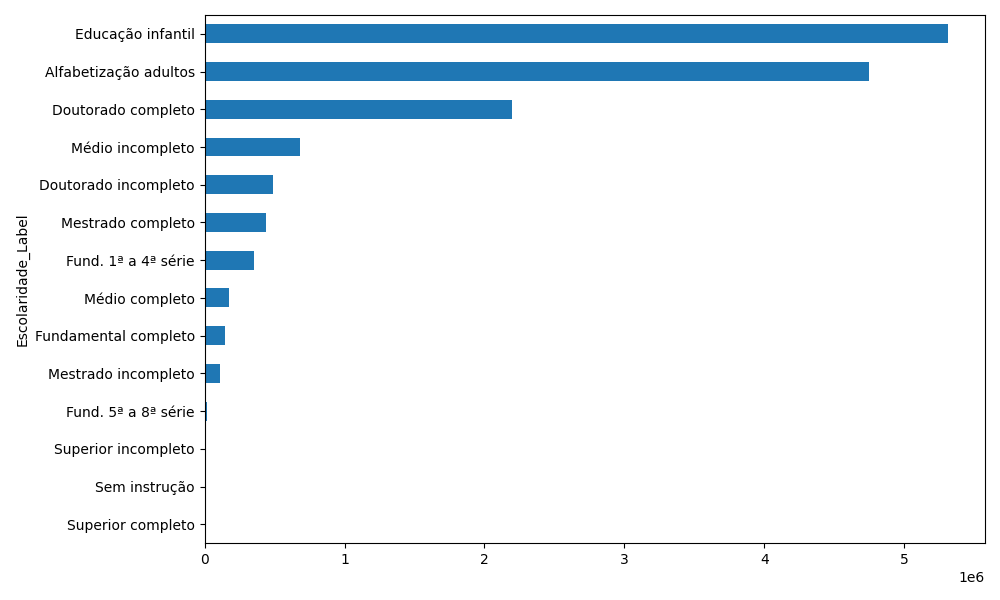 Educação infantil
Alfabetização adultos
Doutorado completo
Médio incompleto
Doutorado incompleto
Mestrado completo
Fund. 1ª a 4ª série
Médio completo
Fundamental completo
Mestrado incompleto
Fund. 5ª a 8ª série
Superior incompleto
Sem instrução
Superior completo
Escolaridade_Label
0 1 2 3 4 5
1e6